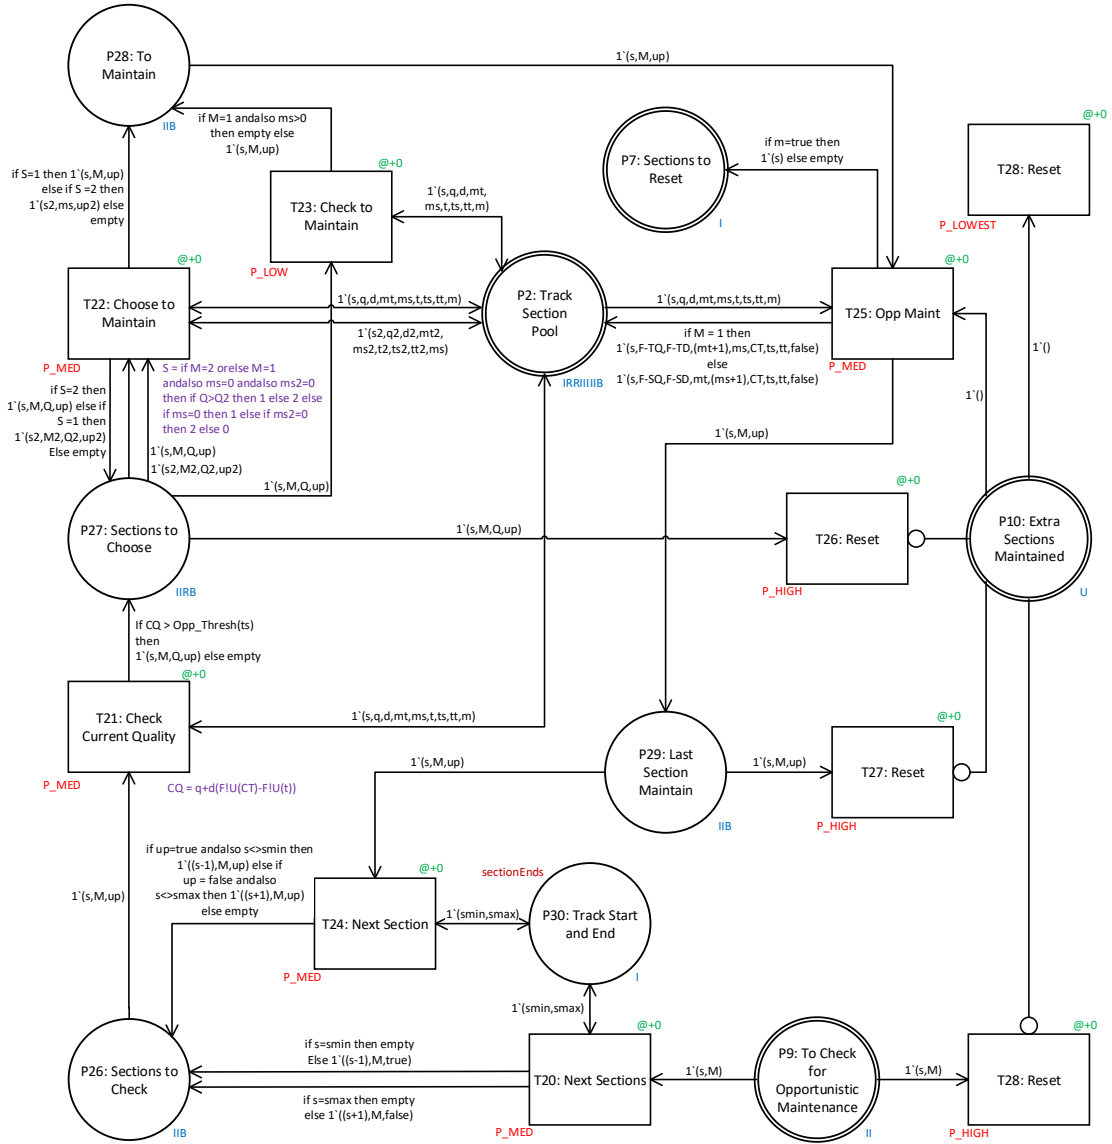 P28: To
Maintain
IIB
1`(s,M,up)
if M=1 andalso ms>0
then empty else
1`(s,M,up)
if m=true then
1`(s) else empty
P7: Sections to
Reset
I
@+0
T28: Reset
P_LOWEST
if S=1 then 1`(s,M,up)
else if S =2 then
1`(s2,ms,up2) else
empty
@+0
T23: Check to
Maintain
P_LOW
1`(s,q,d,mt,
ms,t,ts,tt,m)
@+0
T22: Choose to
Maintain
P_MED
1`(s,q,d,mt,ms,t,ts,tt,m)
1`(s2,q2,d2,mt2,
ms2,t2,ts2,tt2,ms)
P2: Track
Section
Pool
IRRIIIIIB
1`(s,q,d,mt,ms,t,ts,tt,m)
if M = 1 then
1`(s,F-TQ,F-TD,(mt+1),ms,CT,ts,tt,false)
else
1`(s,F-SQ,F-SD,mt,(ms+1),CT,ts,tt,false)
@+0
T25: Opp Maint
P_MED
1`()
1`()
if S=2 then
1`(s,M,Q,up) else if
S =1 then
1`(s2,M2,Q2,up2)
Else empty
S = if M=2 orelse M=1
andalso ms=0 andalso ms2=0
then if Q>Q2 then 1 else 2 else
if ms=0 then 1 else if ms2=0
then 2 else 0
1`(s,M,Q,up)
1`(s2,M2,Q2,up2)
1`(s,M,Q,up)
1`(s,M,up)
P27: Sections to
Choose
IIRB
1`(s,M,Q,up)
@+0
T26: Reset
P_HIGH
P10: Extra
Sections
Maintained
U
If CQ > Opp_Thresh(ts)
then
1`(s,M,Q,up) else empty
@+0
T21: Check
Current Quality
P_MED
CQ = q+d(F!U(CT)-F!U(t))
1`(s,q,d,mt,ms,t,ts,tt,m)
P29: Last
Section
Maintain
IIB
1`(s,M,up)
1`(s,M,up)
@+0
T27: Reset
P_HIGH
1`(s,M,up)
if up=true andalso s<>smin then
1`((s-1),M,up) else if
up = false andalso
s<>smax then 1`((s+1),M,up)
else empty
@+0
T24: Next Section
P_MED
1`(smin,smax)
sectionEnds
P30: Track Start
and End
I
1`(smin,smax)
P26: Sections to
Check
IIB
if s=smin then empty
Else 1`((s-1),M,true)
if s=smax then empty
else 1`((s+1),M,false)
@+0
T20: Next Sections
P_MED
1`(s,M)
P9: To Check
for
Opportunistic
Maintenance
II
1`(s,M)
@+0
T28: Reset
P_HIGH